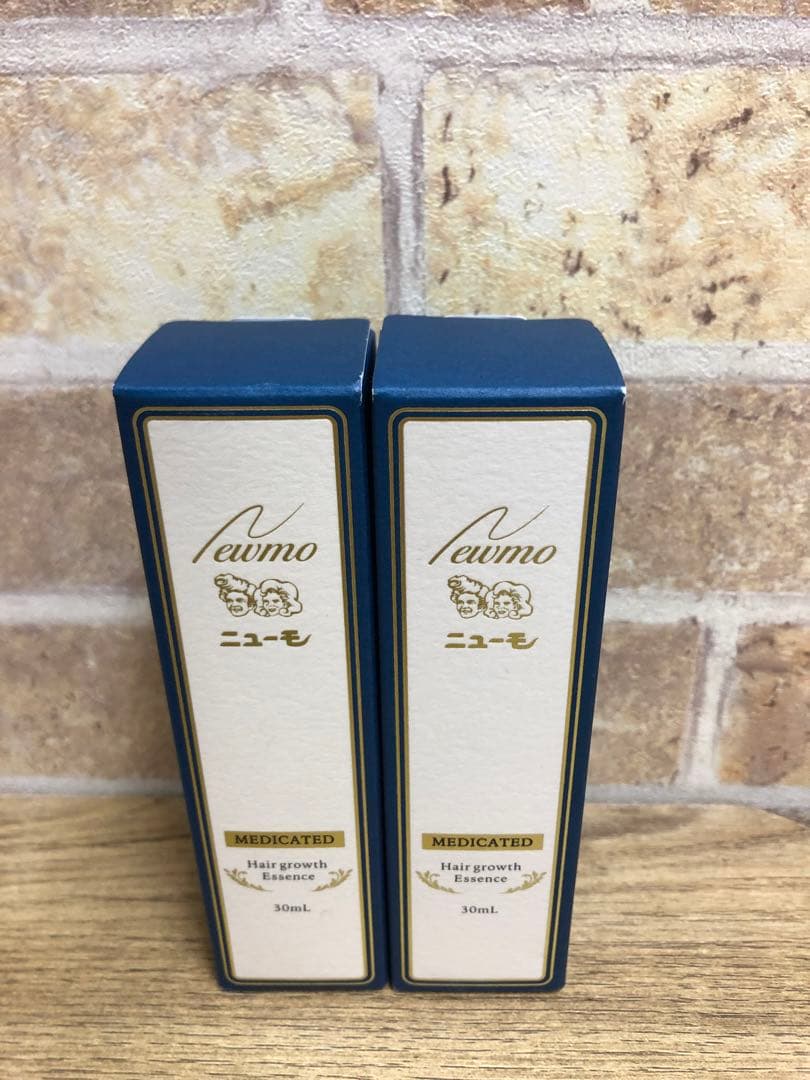 Newmo
ニューモ
MEDICATED
Hair growth
Essence
30mL
Newmo
ニューモ
MEDICATED
Hair growth
Essence
30mL